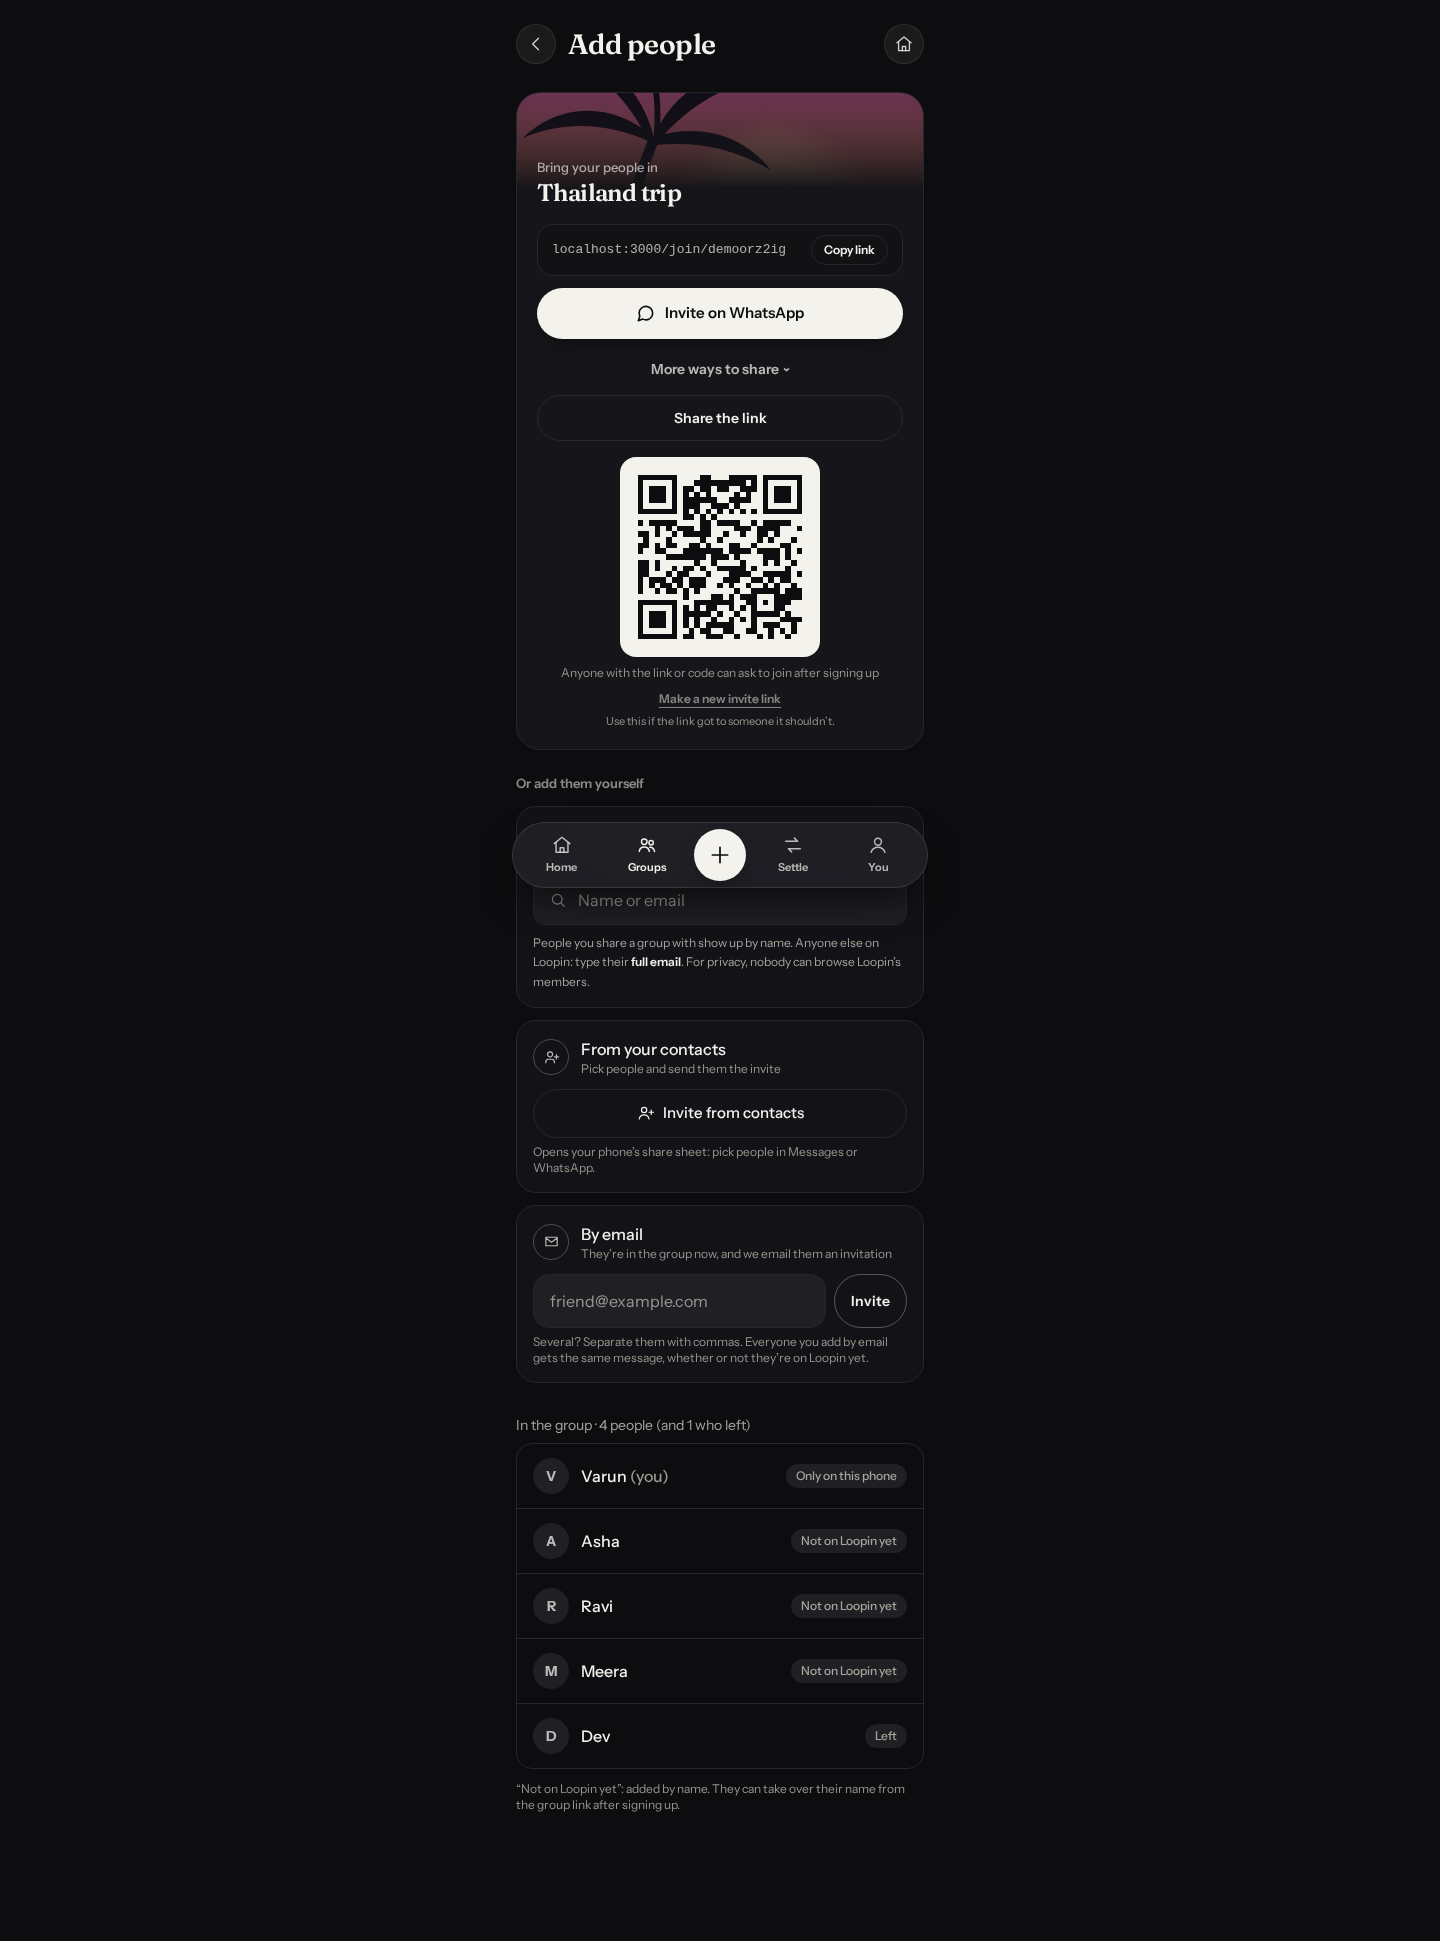 Add people
Bring your people in
Thailand trip
localhost:3000/join/demoorz2ig
Copy link
Invite on WhatsApp
More ways to share
Share the link
Anyone with the link or code can ask to join after signing up
Make a new invite link
Use this if the link got to someone it shouldn't.
Or add them yourself
Home
Groups
Settle
You
Name or email
People you share a group with show up by name. Anyone else on
Loopin: type their full email. For privacy, nobody can browse Loopin's
members.
From your contacts
Pick people and send them the invite
Invite from contacts
Opens your phone's share sheet: pick people in Messages or
WhatsApp.
By email
They're in the group now, and we email them an invitation
friend@example.com
Invite
Several? Separate them with commas. Everyone you add by email
gets the same message, whether or not they're on Loopin yet.
In the group · 4 people (and 1 who left)
V
Varun (you)
Only on this phone
A
Asha
Not on Loopin yet
R
Ravi
Not on Loopin yet
M
Meera
Not on Loopin yet
D
Dev
Left
“Not on Loopin yet”: added by name. They can take over their name from
the group link after signing up.